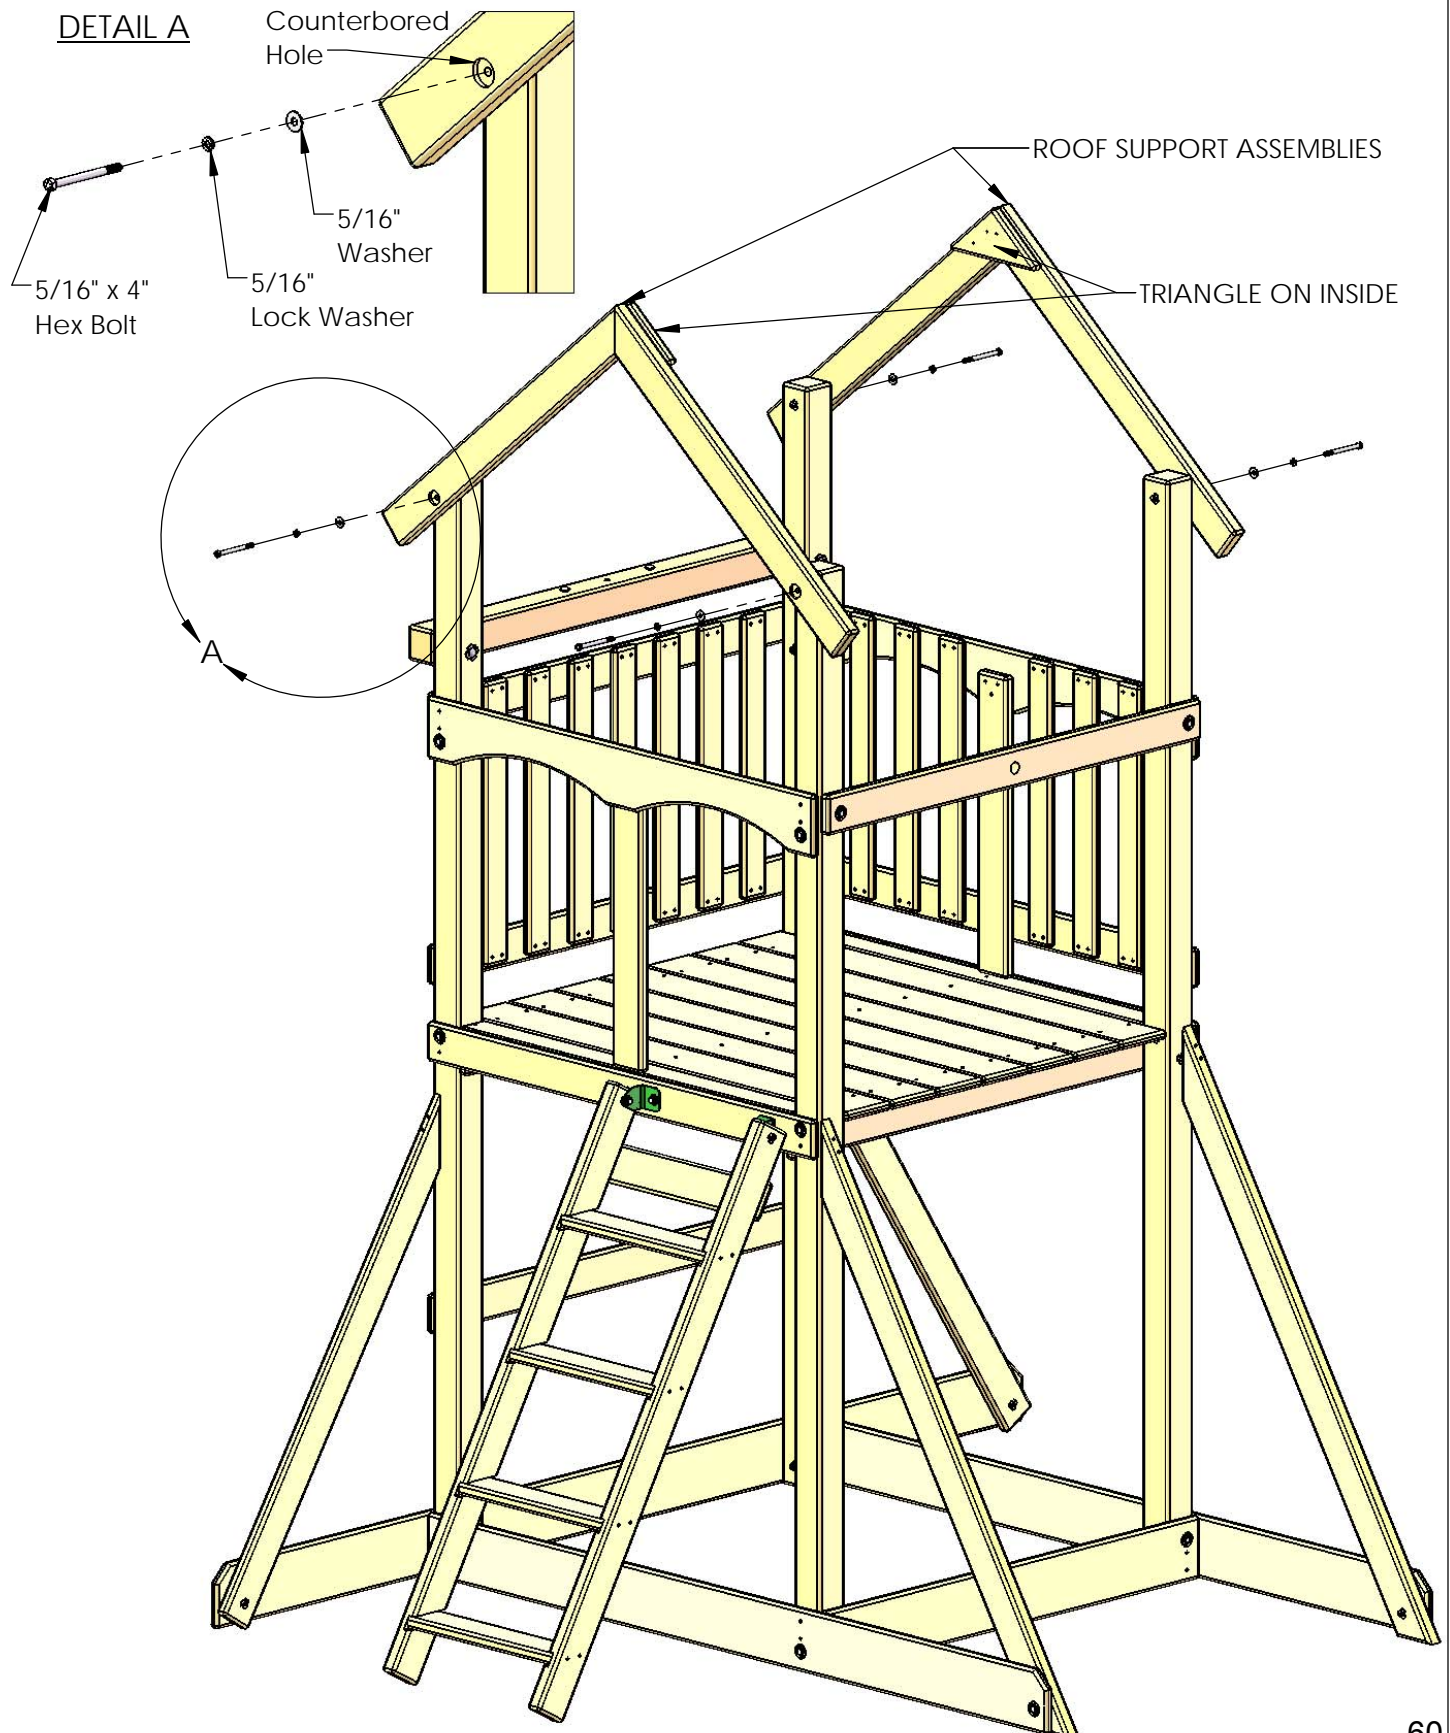 DETAIL A
Counterbored
Hole
ROOF SUPPORT ASSEMBLIES
5/16"
Washer
5/16" x 4"
Hex Bolt
5/16"
Lock Washer
TRIANGLE ON INSIDE
A